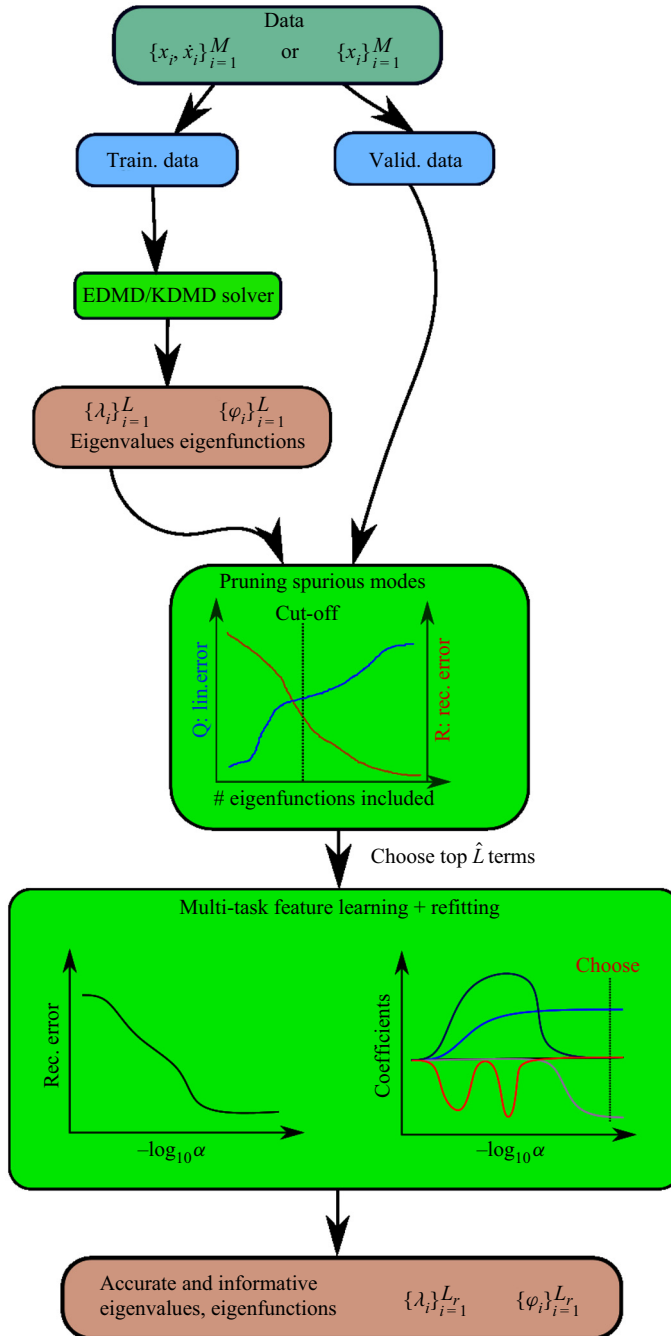 Data
{x_i, ẋ_i}_{i=1}^M or {x_i}_{i=1}^M
Train. data
Valid. data
EDMD/KDMD solver
{λ_i}_{i=1}^L {φ_i}_{i=1}^L
Eigenvalues eigenfunctions
Pruning spurious modes
Cut-off
Q: lin.error
R: rec. error
# eigenfunctions included
Choose top L̂ terms
Multi-task feature learning + refitting
Rec. error
–log₁₀α
Choose
Coefficients
–log₁₀α
Accurate and informative
eigenvalues, eigenfunctions {λ_i}_{i=1}^{L_r} {φ_i}_{i=1}^{L_r}